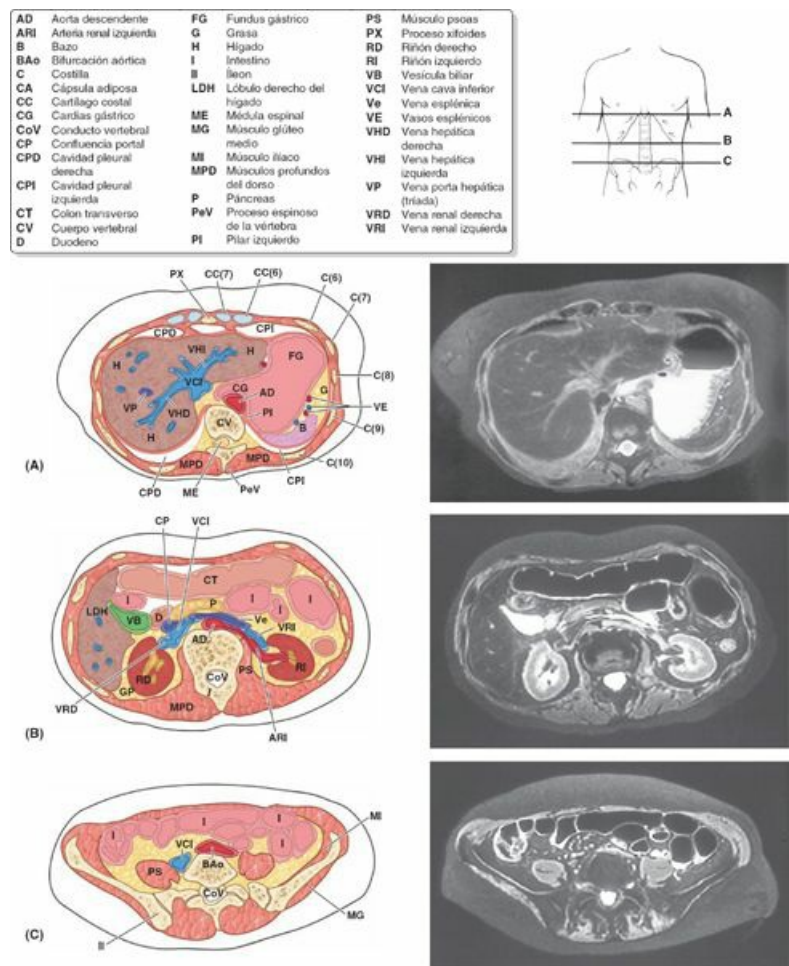 AD Aorta descendente
ARI Arteria renal izquierda
B Bazo
BAo Bifurcación aórtica
C Costilla
CA Cápsula adiposa
CC Cartílago costal
CG Cardias gástrico
CoV Conducto vertebral
CP Confluencia portal
CPD Cavidad pleural
derecha
CPI Cavidad pleural
izquierda
CT Colon transverso
CV Cuerpo vertebral
D Duodeno
FG Fundus gástrico
G Grasa
H Hígado
I Intestino
Il Íleon
LDH Lóbulo derecho del
hígado
ME Médula espinal
MG Músculo glúteo
medio
MI Músculo ilíaco
MPD Músculos profundos
del dorso
P Páncreas
PeV Proceso espinoso
de la vértebra
PI Pilar izquierdo
PS Músculo psoas
PX Proceso xifoides
RD Riñón derecho
RI Riñón izquierdo
VB Vesícula biliar
VCI Vena cava inferior
Ve Vena esplénica
VE Vasos esplénicos
VHD Vena hepática
derecha
VHI Vena hepática
izquierda
VP Vena porta hepática
(tríada)
VRD Vena renal derecha
VRI Vena renal izquierda
A
B
C
PX CC(7) CC(6) C(6)
C(7)
CPD CPI
VHI H FG
H C(8)
VCI
CG AD G
VP VE
VHD PI
CV B C(9)
H
MPD MPD C(10)
(A)
CPD ME PeV CPI
CP VCI
CT
I P I I
LDH D I
VB Ve
VRI
AD
RD PS RI
CoV
GP
VRD MPD
(B)
ARI
I I I MI
I I
VCI
PS BAo
CoV
MG
(C)
Il